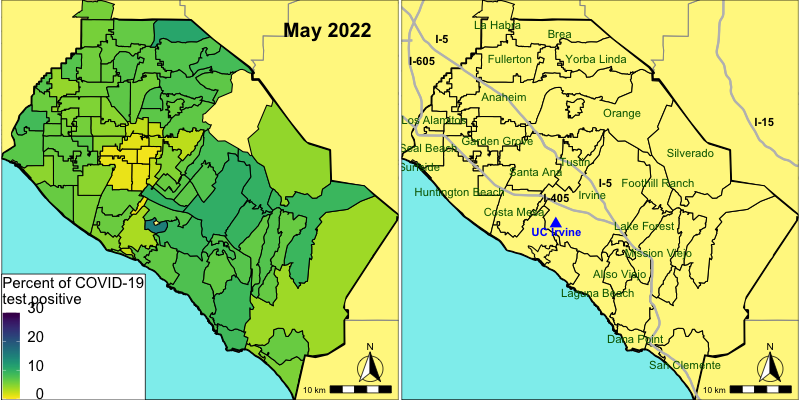 May 2022
Percent of COVID-19
test positive
30
20
10
0
N
10 km
La Habra
Brea
I-5
I-605
Fullerton
Yorba Linda
Anaheim
Orange
Los Alamitos
I-15
Garden Grove
Seal Beach
Silverado
Tustin
Sunside
Santa Ana
I-5
Foothill Ranch
Huntington Beach
I-405
Irvine
Costa Mesa
UC Irvine
Lake Forest
Mission Viejo
Aliso Viejo
Laguna Beach
Dana Point
San Clemente
N
10 km